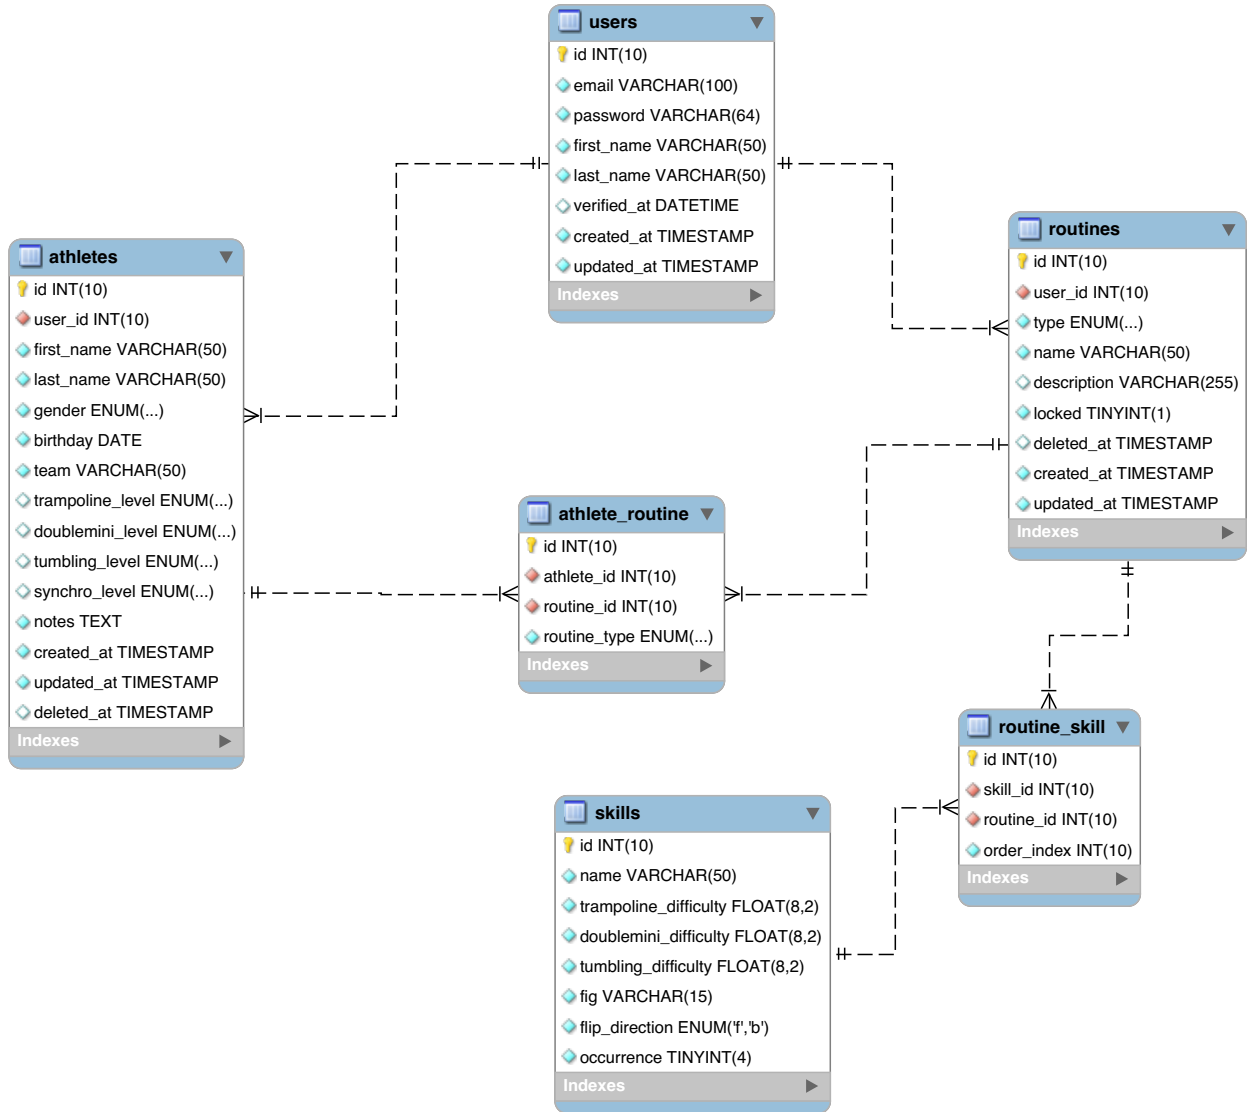 users
id INT(10)
email VARCHAR(100)
password VARCHAR(64)
first_name VARCHAR(50)
last_name VARCHAR(50)
verified_at DATETIME
created_at TIMESTAMP
updated_at TIMESTAMP
Indexes
athletes
id INT(10)
user_id INT(10)
first_name VARCHAR(50)
last_name VARCHAR(50)
gender ENUM(...)
birthday DATE
team VARCHAR(50)
trampoline_level ENUM(...)
doublemini_level ENUM(...)
tumbling_level ENUM(...)
synchro_level ENUM(...)
notes TEXT
created_at TIMESTAMP
updated_at TIMESTAMP
deleted_at TIMESTAMP
Indexes
routines
id INT(10)
user_id INT(10)
type ENUM(...)
name VARCHAR(50)
description VARCHAR(255)
locked TINYINT(1)
deleted_at TIMESTAMP
created_at TIMESTAMP
updated_at TIMESTAMP
Indexes
athlete_routine
id INT(10)
athlete_id INT(10)
routine_id INT(10)
routine_type ENUM(...)
Indexes
routine_skill
id INT(10)
skill_id INT(10)
routine_id INT(10)
order_index INT(10)
Indexes
skills
id INT(10)
name VARCHAR(50)
trampoline_difficulty FLOAT(8,2)
doublemini_difficulty FLOAT(8,2)
tumbling_difficulty FLOAT(8,2)
fig VARCHAR(15)
flip_direction ENUM('f','b')
occurrence TINYINT(4)
Indexes